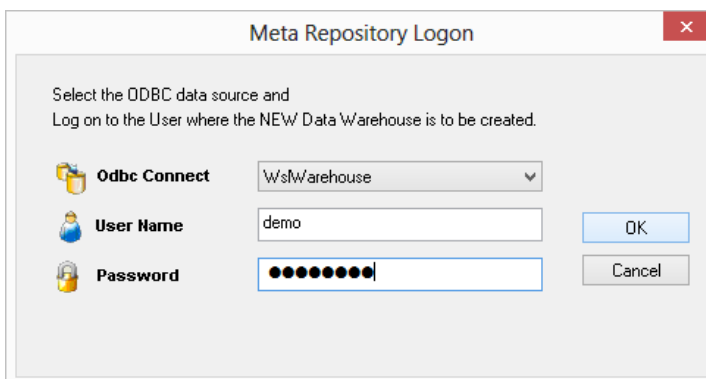 Meta Repository Logon
Select the ODBC data source and
Log on to the User where the NEW Data Warehouse is to be created.
Odbc Connect WslWarehouse
User Name demo OK
Password ●●●●●●●● Cancel